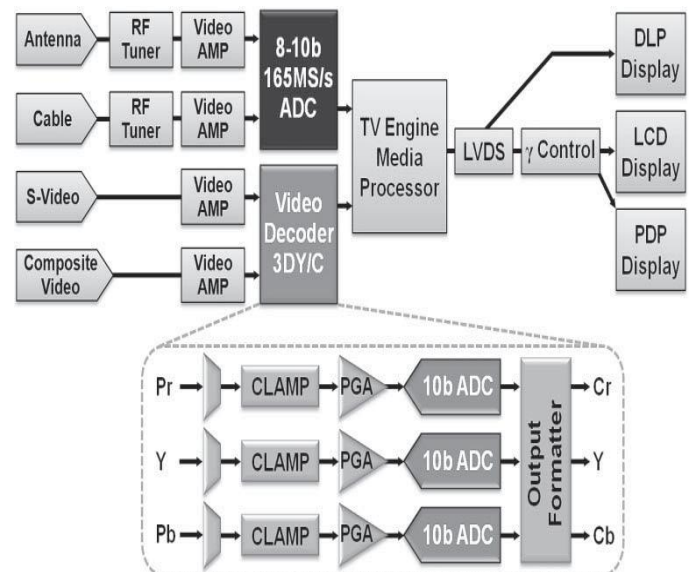 Antenna
RF
Tuner
Video
AMP
8-10b
165MS/s
ADC
Cable
RF
Tuner
Video
AMP
S-Video
Video
AMP
Video
Decoder
3DY/C
Composite
Video
Video
AMP
TV Engine
Media
Processor
LVDS
γ Control
DLP
Display
LCD
Display
PDP
Display
Pr
CLAMP
PGA
10b ADC
Cr
Y
CLAMP
PGA
10b ADC
Y
Pb
CLAMP
PGA
10b ADC
Cb
Output
Formatter